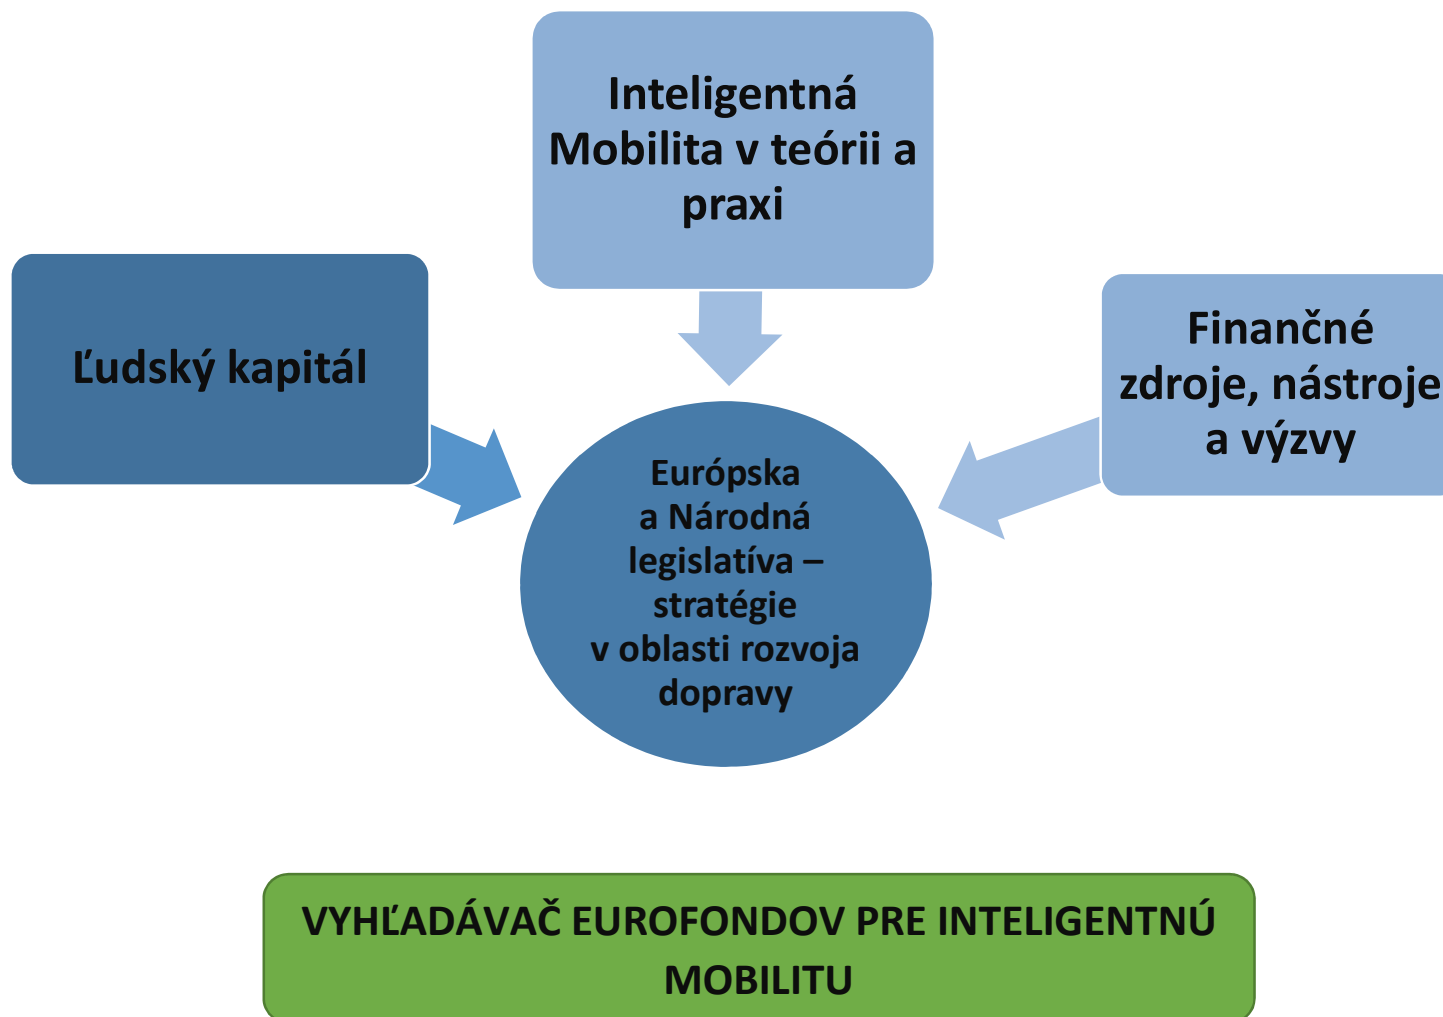 Inteligentná
Mobilita v teórii a
praxi
Ľudský kapitál
Finančné
zdroje, nástroje
a výzvy
Európska
a Národná
legislatíva –
stratégie
v oblasti rozvoja
dopravy
VYHĽADÁVAČ EUROFONDOV PRE INTELIGENTNÚ
MOBILITU